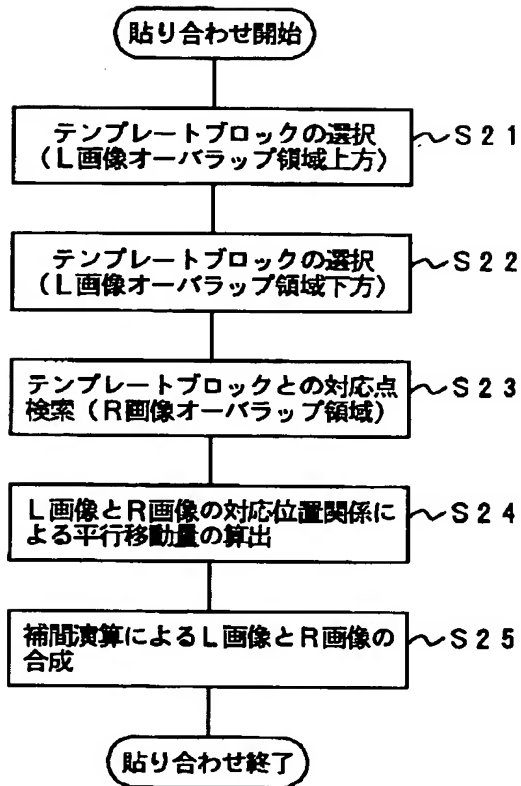 貼り合わせ開始
テンプレートブロックの選択
(L画像オーバラップ領域上方)
～S21
テンプレートブロックの選択
(L画像オーバラップ領域下方)
～S22
テンプレートブロックとの対応点
検索(R画像オーバラップ領域)
～S23
L画像とR画像の対応位置関係に
よる平行移動量の算出
～S24
補間演算によるL画像とR画像の
合成
～S25
貼り合わせ終了